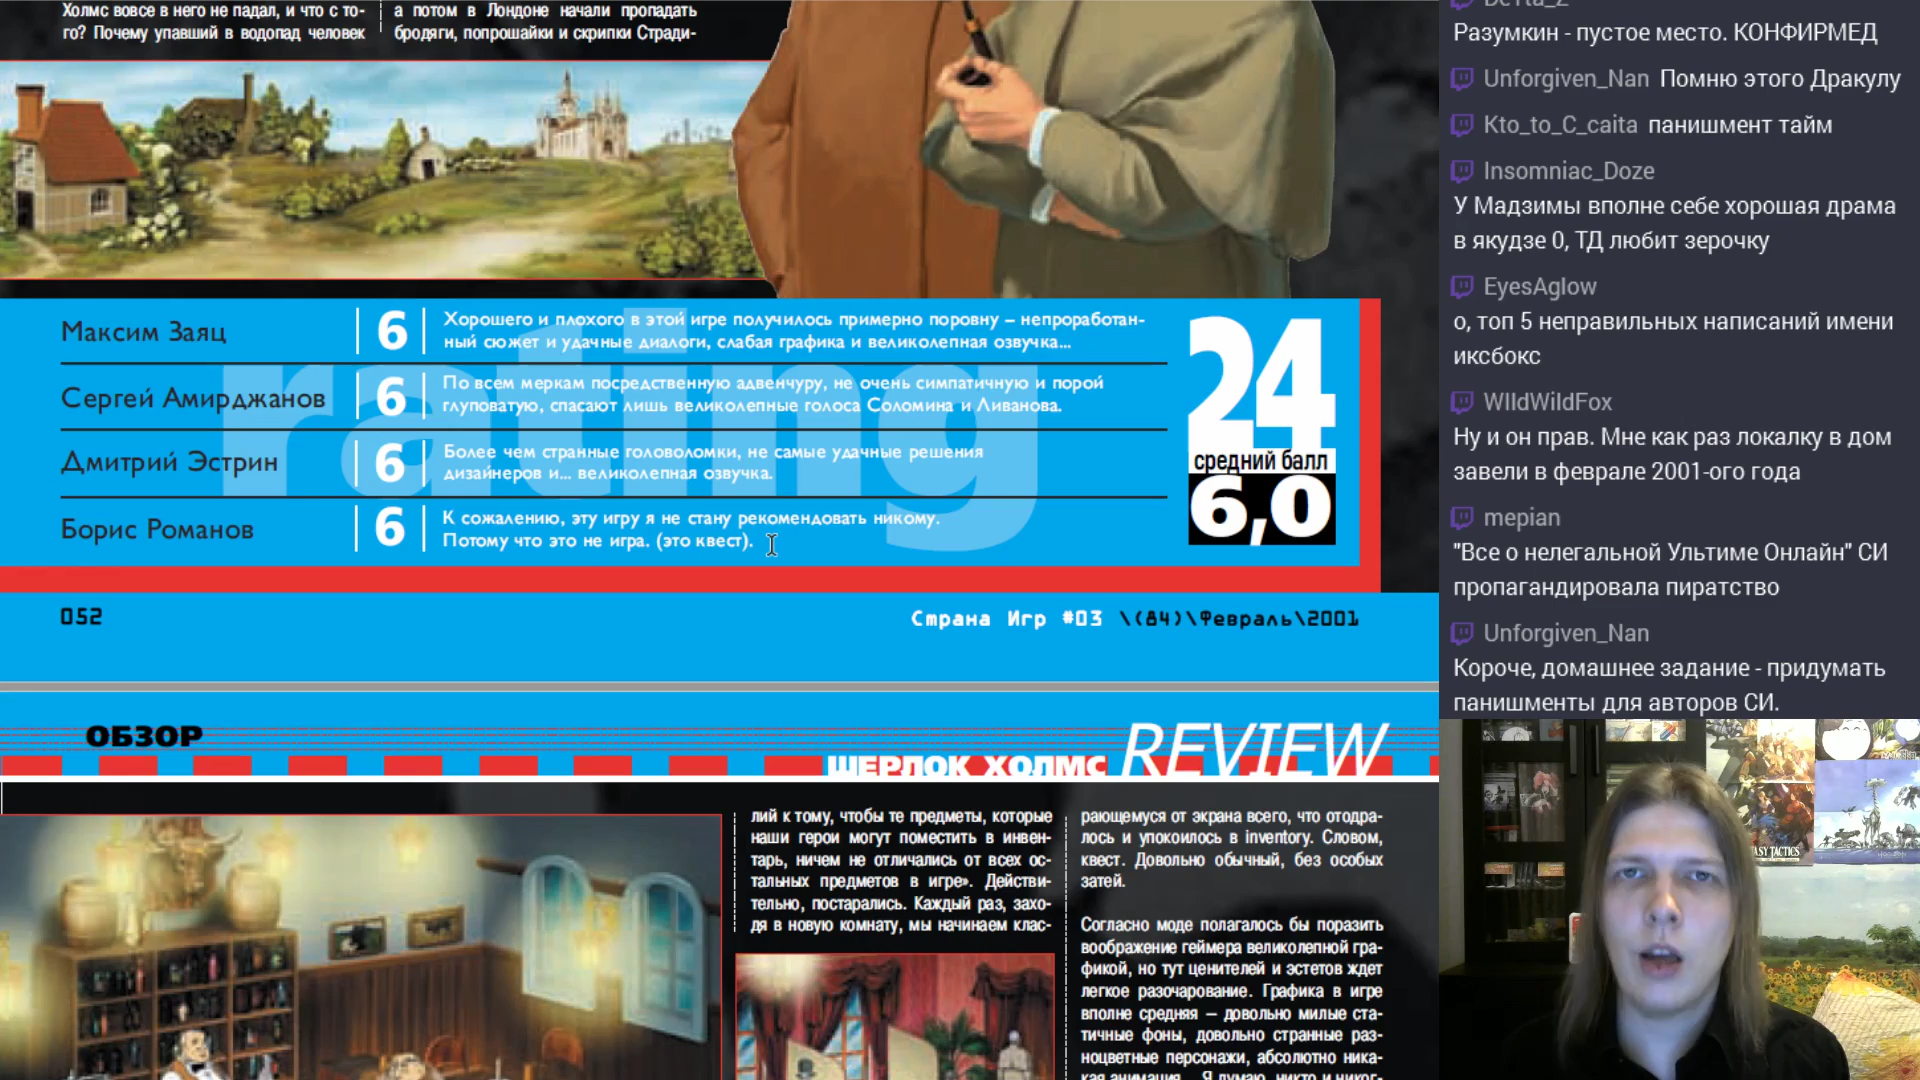 Холмс вовсе в него не падал, и что с то-
го? Почему упавший в водопад человек
а потом в Лондоне начали пропадать
бродяги, попрошайки и скрипки Стради-
rating
Максим Заяц
6
Хорошего и плохого в этой игре получилось примерно поровну – непроработан-
ный сюжет и удачные диалоги, слабая графика и великолепная озвучка...
Сергей Амирджанов
6
По всем меркам посредственную адвенчуру, не очень симпатичную и порой
глуповатую, спасают лишь великолепные голоса Соломина и Ливанова.
Дмитрий Эстрин
6
Более чем странные головоломки, не самые удачные решения
дизайнеров и... великолепная озвучка.
Борис Романов
6
К сожалению, эту игру я не стану рекомендовать никому.
Потому что это не игра. (это квест).
24
средний балл
6,0
052
Страна Игр #03 \(84)\Февраль\2001
ОБЗОР
ШЕРЛОК ХОЛМС REVIEW
лий к тому, чтобы те предметы, которые
наши герои могут поместить в инвен-
тарь, ничем не отличались от всех ос-
тальных предметов в игре». Действи-
тельно, постарались. Каждый раз, захо-
дя в новую комнату, мы начинаем клас-
рающемуся от экрана всего, что отодра-
лось и упокоилось в inventory. Словом,
квест. Довольно обычный, без особых
затей.
Согласно моде полагалось бы поразить
воображение геймера великолепной гра-
фикой, но тут ценителей и эстетов ждет
легкое разочарование. Графика в игре
вполне средняя – довольно милые ста-
тичные фоны, довольно странные раз-
ноцветные персонажи, абсолютно ника-
кая анимация... Я думаю, никто и никог-
Разумкин - пустое место. КОНФИРМЕД
Unforgiven_Nan Помню этого Дракулу
Kto_to_C_caita панишмент тайм
Insomniac_Doze
У Мадзимы вполне себе хорошая драма
в якудзе 0, ТД любит зерочку
EyesAglow
о, топ 5 неправильных написаний имени
иксбокс
WIldWildFox
Ну и он прав. Мне как раз локалку в дом
завели в феврале 2001-ого года
mepian
"Все о нелегальной Ультиме Онлайн" СИ
пропагандировала пиратство
Unforgiven_Nan
Короче, домашнее задание - придумать
панишменты для авторов СИ.